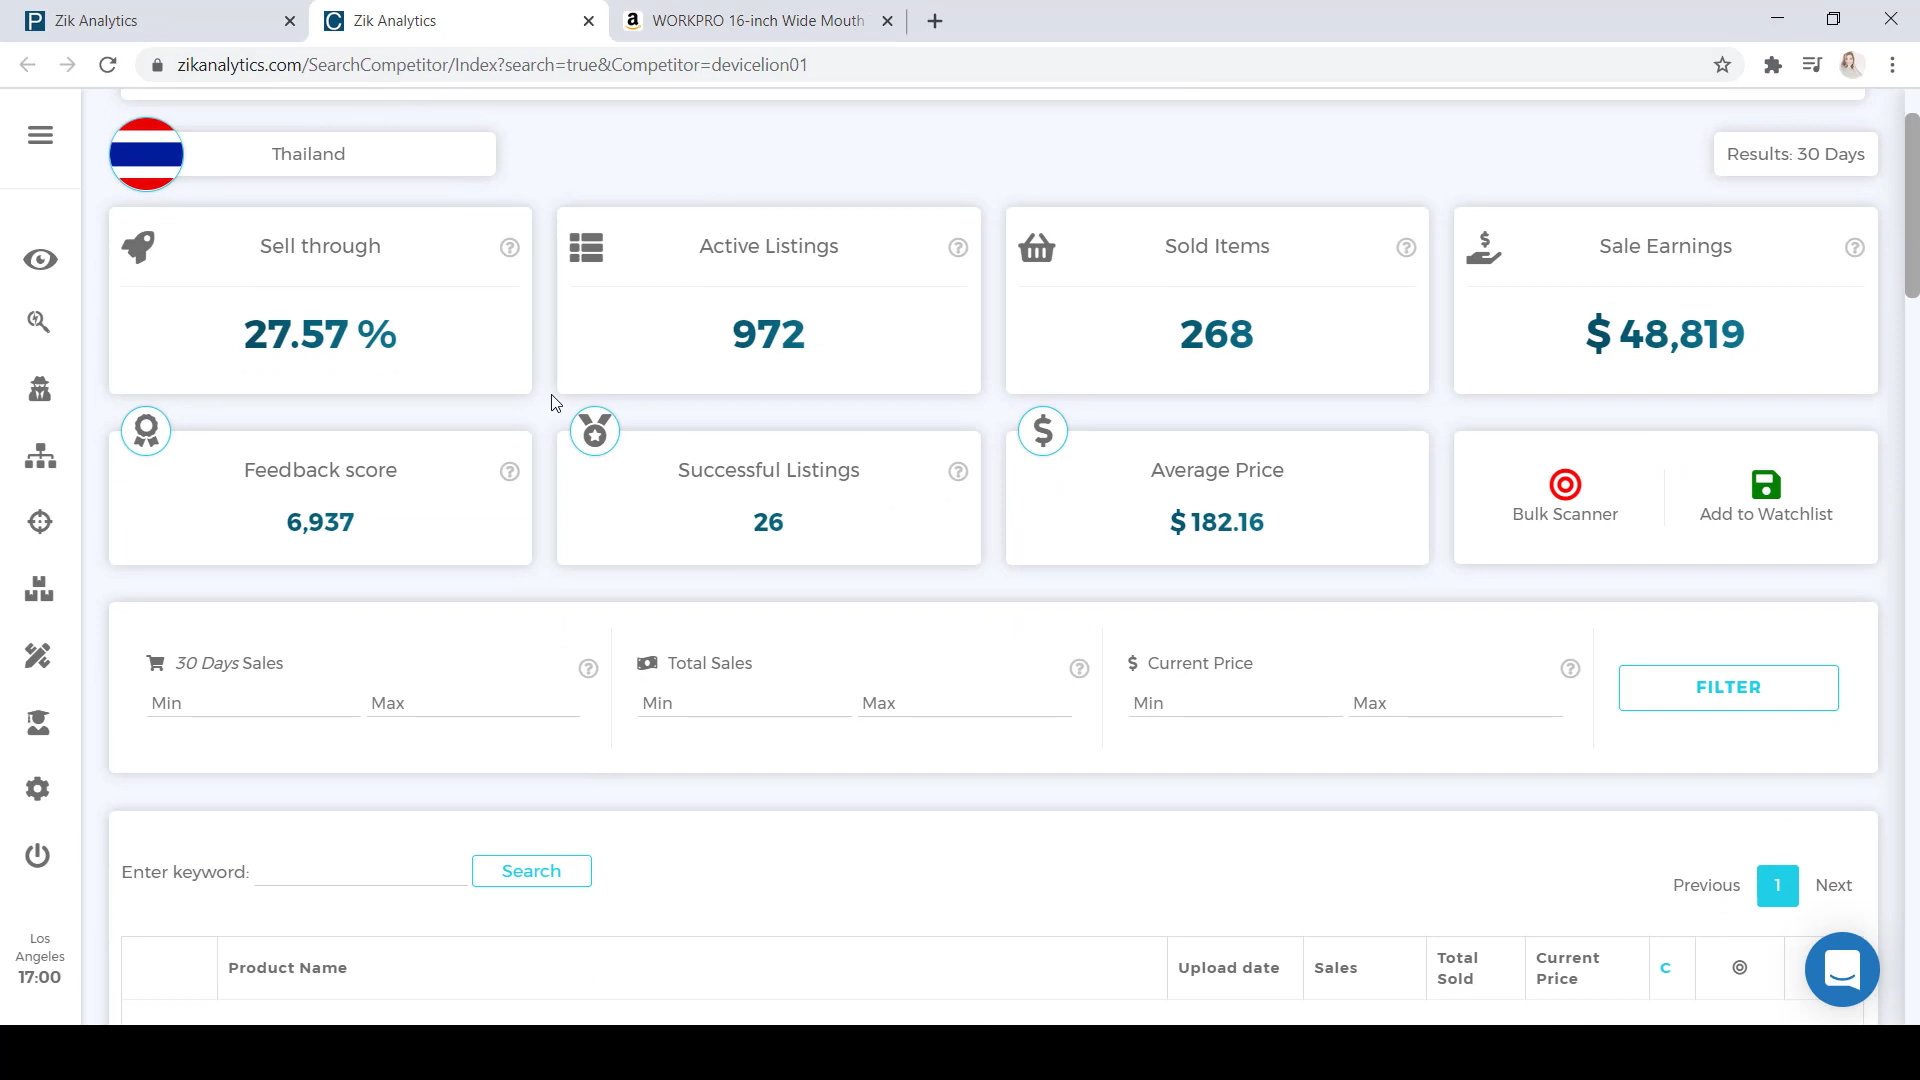 Zik Analytics
Zik Analytics
WORKPRO 16-inch Wide Mouth
zikanalytics.com/SearchCompetitor/Index?search=true&Competitor=devicelion01
Thailand
Results: 30 Days
Sell through
Active Listings
Sold Items
Sale Earnings
27.57 %
972
268
$ 48,819
Feedback score
Successful Listings
Average Price
6,937
26
$ 182.16
Bulk Scanner
Add to Watchlist
30 Days Sales
Total Sales
$ Current Price
Min
Max
Min
Max
Min
Max
FILTER
Enter keyword:
Search
Previous
1
Next
Product Name
Upload date
Sales
Total
Sold
Current
Price
C
Los
Angeles
17:00